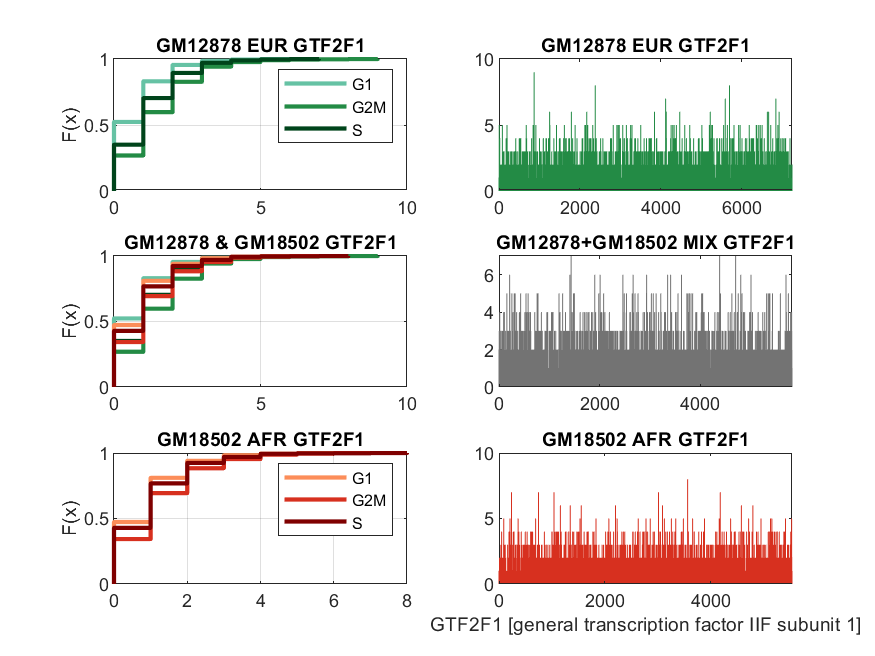 GM12878 EUR GTF2F1
F(x)
1
0.5
0
0
5
10
G1
G2M
S
GM12878 EUR GTF2F1
10
5
0
0
2000
4000
6000
GM12878 & GM18502 GTF2F1
F(x)
1
0.5
0
0
5
10
GM12878+GM18502 MIX GTF2F1
6
4
2
0
0
2000
4000
GM18502 AFR GTF2F1
F(x)
1
0.5
0
0
2
4
6
8
G1
G2M
S
GM18502 AFR GTF2F1
10
5
0
0
2000
4000
GTF2F1 [general transcription factor IIF subunit 1]